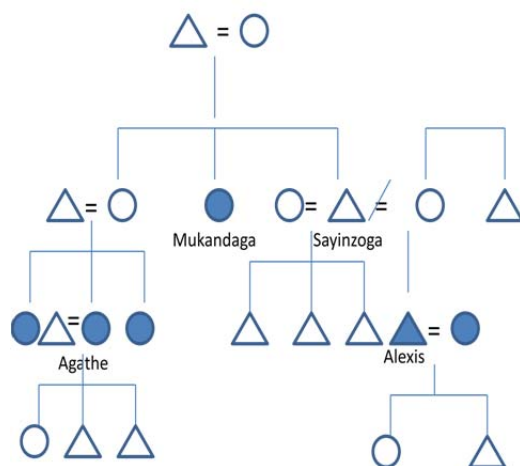 =
= = =
Mukandaga Sayinzoga
= =
Agathe Alexis